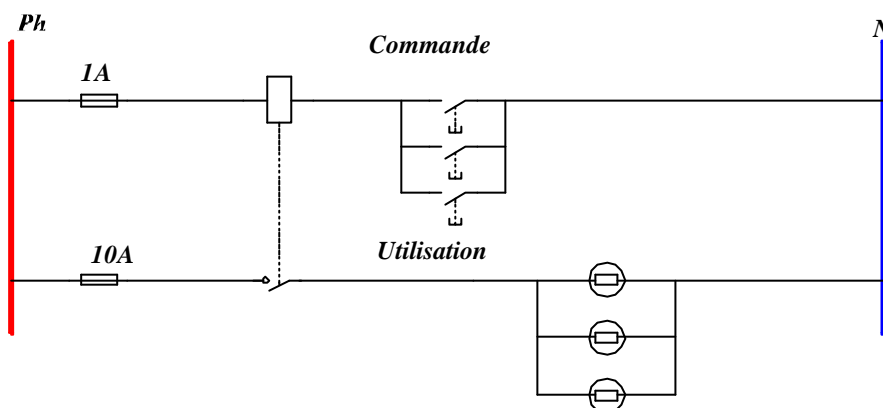 Ph
Commande
N
1A
Utilisation
10A